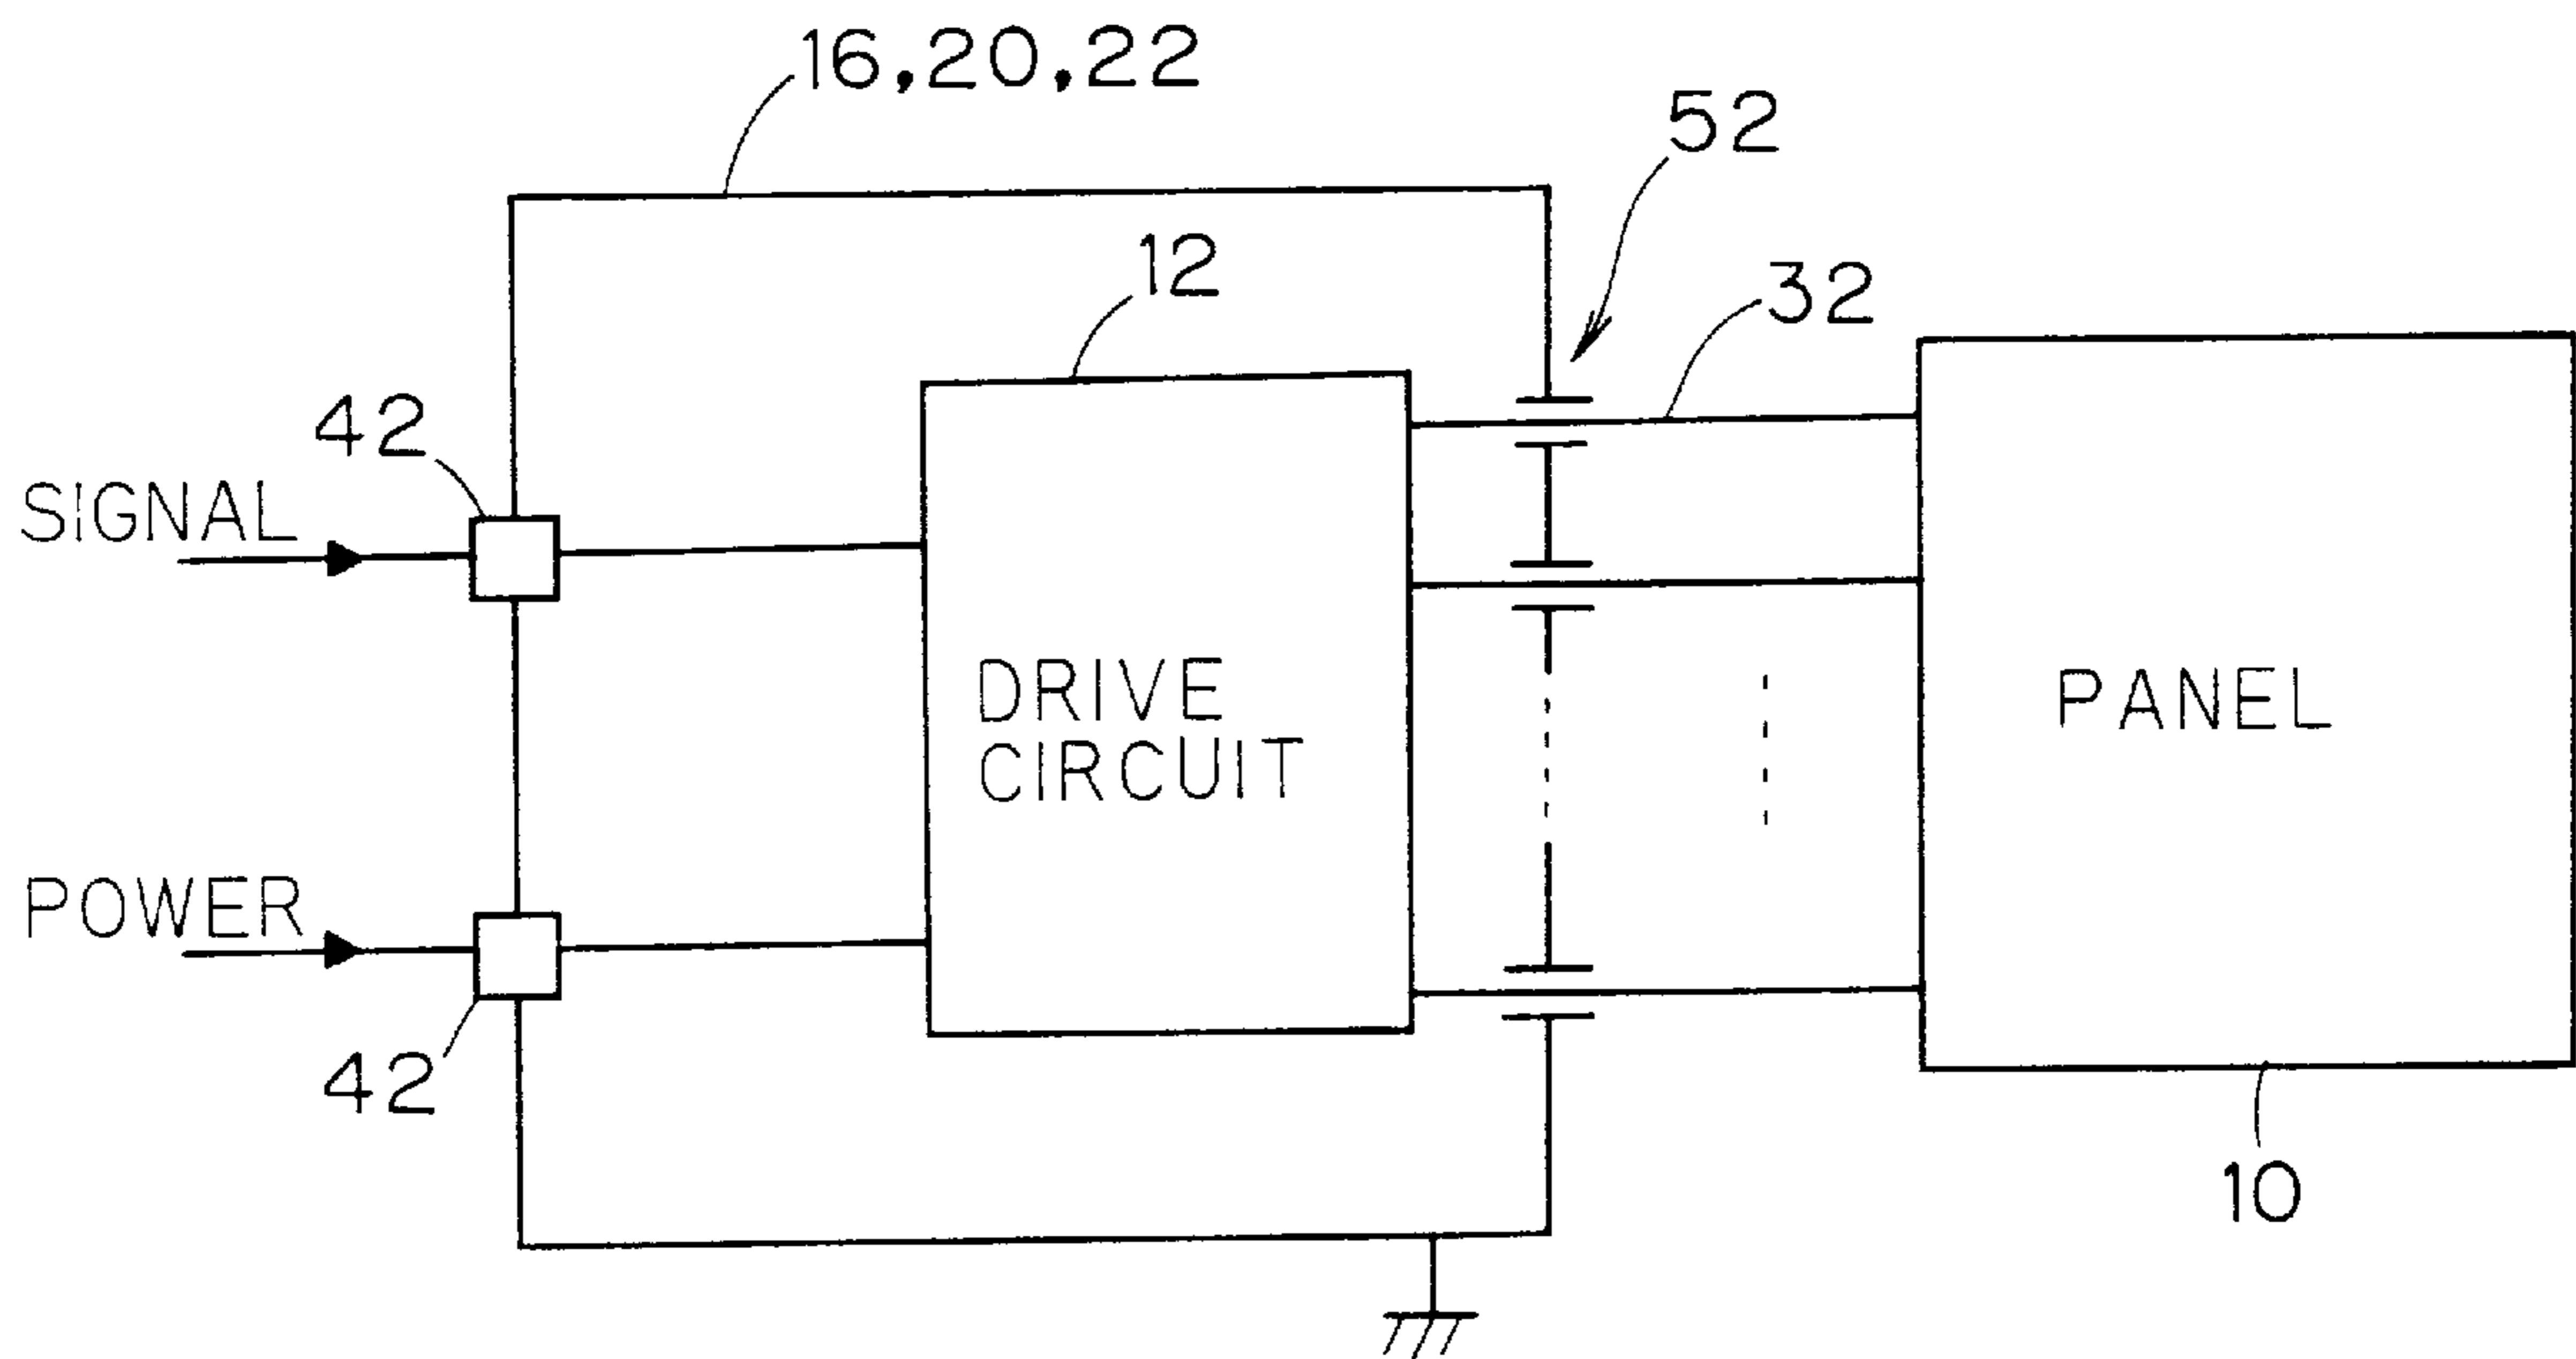 16,20,22
52
12
32
42
SIGNAL
DRIVE
CIRCUIT
PANEL
POWER
42
10